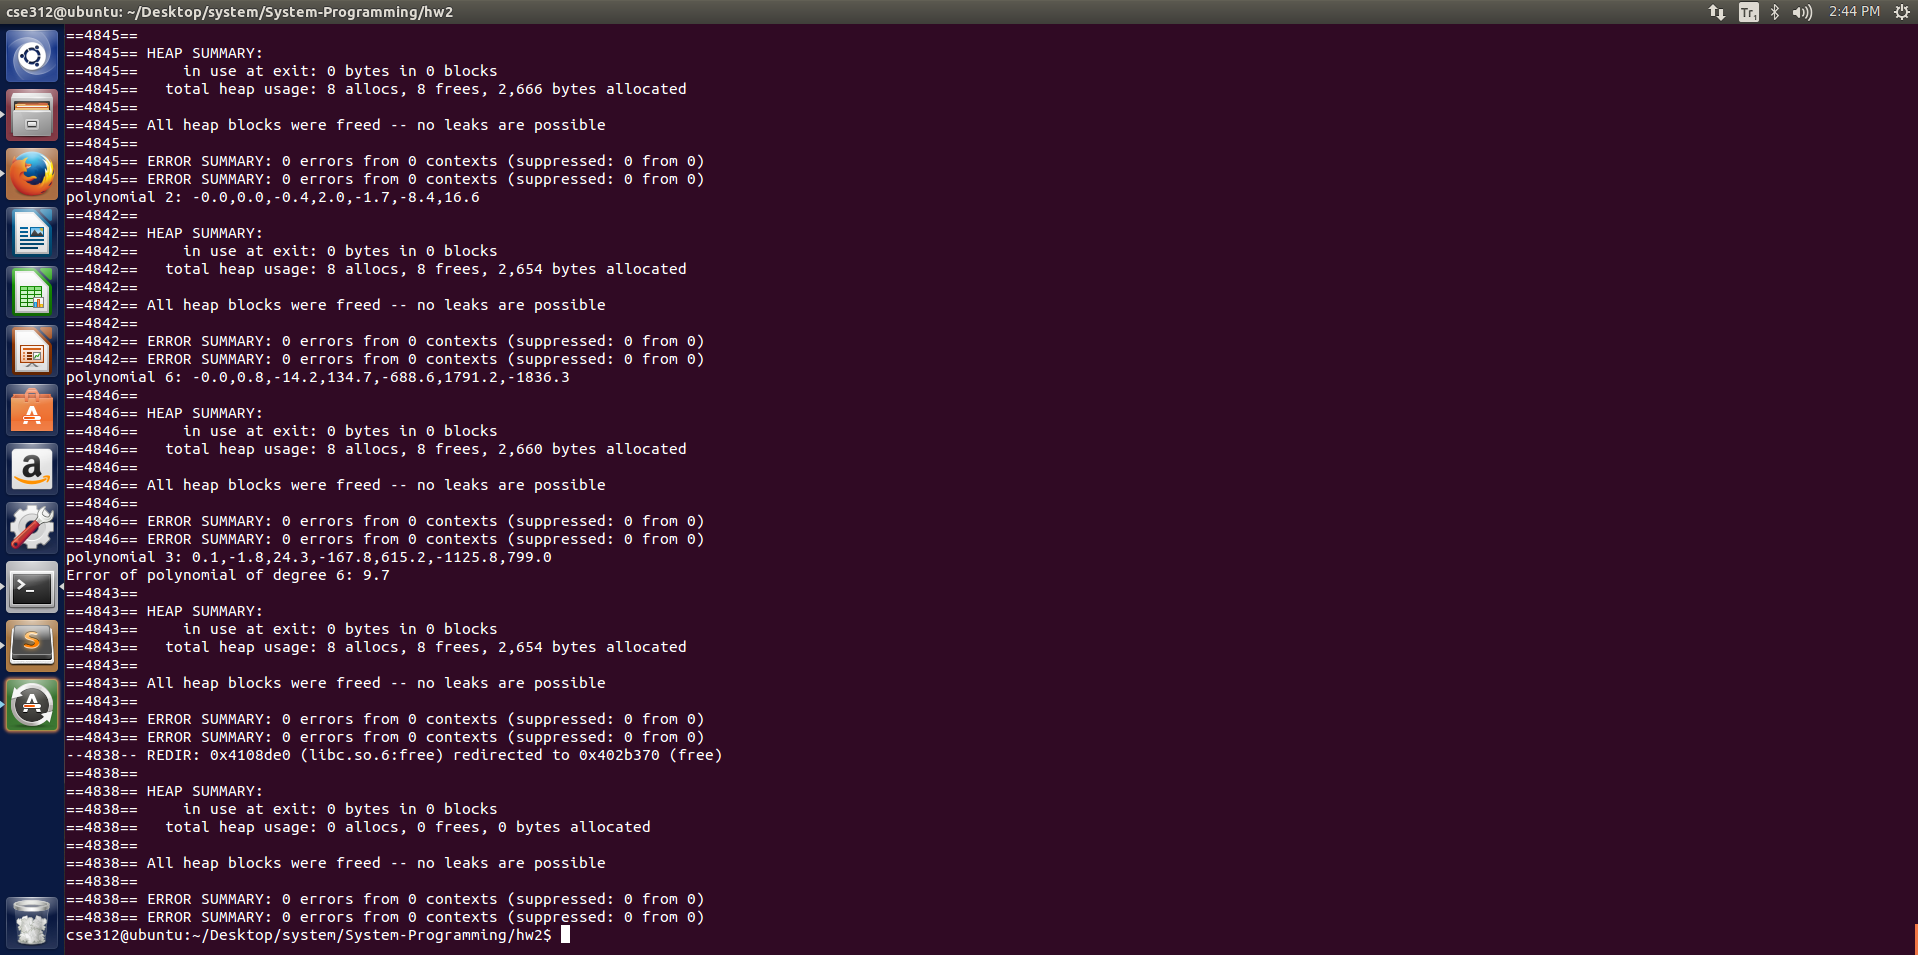 cse312@ubuntu: ~/Desktop/system/System-Programming/hw2
Tr1 2:44 PM
==4845==
==4845== HEAP SUMMARY:
==4845==     in use at exit: 0 bytes in 0 blocks
==4845==   total heap usage: 8 allocs, 8 frees, 2,666 bytes allocated
==4845==
==4845== All heap blocks were freed -- no leaks are possible
==4845==
==4845== ERROR SUMMARY: 0 errors from 0 contexts (suppressed: 0 from 0)
==4845== ERROR SUMMARY: 0 errors from 0 contexts (suppressed: 0 from 0)
polynomial 2: -0.0,0.0,-0.4,2.0,-1.7,-8.4,16.6
==4842==
==4842== HEAP SUMMARY:
==4842==     in use at exit: 0 bytes in 0 blocks
==4842==   total heap usage: 8 allocs, 8 frees, 2,654 bytes allocated
==4842==
==4842== All heap blocks were freed -- no leaks are possible
==4842==
==4842== ERROR SUMMARY: 0 errors from 0 contexts (suppressed: 0 from 0)
==4842== ERROR SUMMARY: 0 errors from 0 contexts (suppressed: 0 from 0)
polynomial 6: -0.0,0.8,-14.2,134.7,-688.6,1791.2,-1836.3
==4846==
==4846== HEAP SUMMARY:
==4846==     in use at exit: 0 bytes in 0 blocks
==4846==   total heap usage: 8 allocs, 8 frees, 2,660 bytes allocated
==4846==
==4846== All heap blocks were freed -- no leaks are possible
==4846==
==4846== ERROR SUMMARY: 0 errors from 0 contexts (suppressed: 0 from 0)
==4846== ERROR SUMMARY: 0 errors from 0 contexts (suppressed: 0 from 0)
polynomial 3: 0.1,-1.8,24.3,-167.8,615.2,-1125.8,799.0
Error of polynomial of degree 6: 9.7
==4843==
==4843== HEAP SUMMARY:
==4843==     in use at exit: 0 bytes in 0 blocks
==4843==   total heap usage: 8 allocs, 8 frees, 2,654 bytes allocated
==4843==
==4843== All heap blocks were freed -- no leaks are possible
==4843==
==4843== ERROR SUMMARY: 0 errors from 0 contexts (suppressed: 0 from 0)
==4843== ERROR SUMMARY: 0 errors from 0 contexts (suppressed: 0 from 0)
--4838-- REDIR: 0x4108de0 (libc.so.6:free) redirected to 0x402b370 (free)
==4838==
==4838== HEAP SUMMARY:
==4838==     in use at exit: 0 bytes in 0 blocks
==4838==   total heap usage: 0 allocs, 0 frees, 0 bytes allocated
==4838==
==4838== All heap blocks were freed -- no leaks are possible
==4838==
==4838== ERROR SUMMARY: 0 errors from 0 contexts (suppressed: 0 from 0)
==4838== ERROR SUMMARY: 0 errors from 0 contexts (suppressed: 0 from 0)
cse312@ubuntu:~/Desktop/system/System-Programming/hw2$